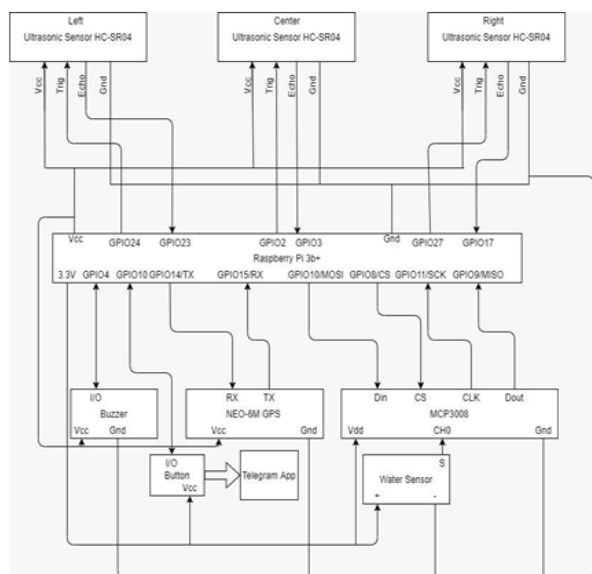 Left
Ultrasonic Sensor HC-SR04
Center
Ultrasonic Sensor HC-SR04
Right
Ultrasonic Sensor HC-SR04
Vcc
Trig
Echo
Gnd
Vcc
Trig
Echo
Gnd
Vcc
Trig
Echo
Gnd
Vcc
GPIO24
GPIO23
GPIO2
GPIO3
Gnd
GPIO27
GPIO17
Raspberry Pi 3b+
3.3V
GPIO4
GPIO10
GPIO14/TX
GPIO15/RX
GPIO10/MOSI
GPIO8/CS
GPIO11/SCK
GPIO9/MISO
I/O
Buzzer
Vcc
Gnd
RX
TX
NEO-6M GPS
Vcc
Gnd
Din
CS
CLK
Dout
MCP3008
Vdd
CH0
Gnd
I/O
Button
Vcc
Telegram App
S
Water Sensor
+
-